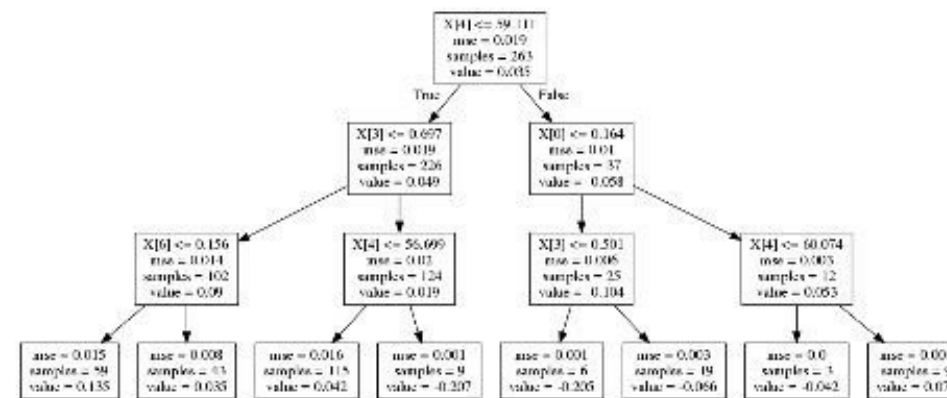 X[4] <= 59.111
mse = 0.019
samples = 263
value = 0.035
True
False
X[3] <= 0.697
mse = 0.019
samples = 226
value = 0.049
X[0] <= 0.164
mse = 0.01
samples = 37
value = -0.058
X[6] <= 0.156
mse = 0.014
samples = 102
value = 0.09
X[4] <= 56.699
mse = 0.02
samples = 124
value = 0.019
X[3] <= 0.501
mse = 0.006
samples = 25
value = -0.104
X[4] <= 60.074
mse = 0.003
samples = 12
value = 0.053
mse = 0.015
samples = 59
value = 0.135
mse = 0.008
samples = 43
value = 0.035
mse = 0.016
samples = 115
value = 0.042
mse = 0.001
samples = 9
value = -0.207
mse = 0.001
samples = 6
value = -0.205
mse = 0.003
samples = 19
value = -0.066
mse = 0.0
samples = 3
value = -0.042
mse = 0.0
samples =
value = 0.07